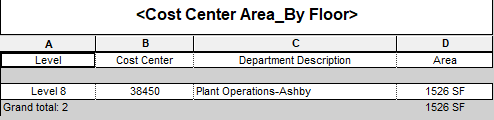 <Cost Center Area_By Floor>
A B C D
Level Cost Center Department Description Area
Level 8 38450 Plant Operations-Ashby 1526 SF
Grand total: 2 1526 SF